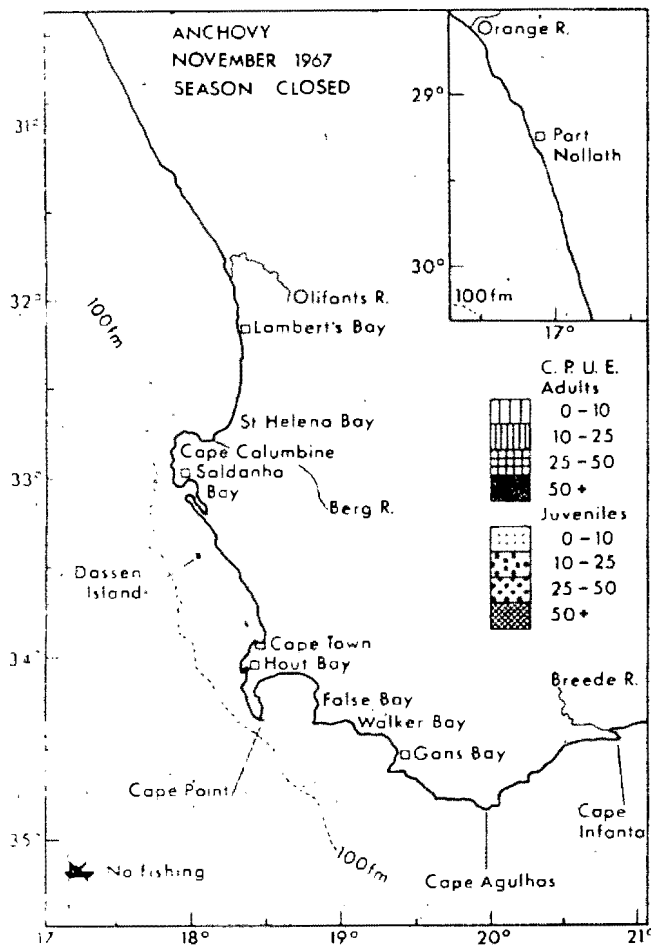 ANCHOVY
NOVEMBER 1967
SEASON CLOSED
Orange R.
29°
Part
Nollath
30°
100fm
17°
31°
32°
33°
34°
35°
100fm
Olifants R.
Lambert's Bay
St Helena Bay
Cape Calumbine
Saldanha
Bay
Berg R.
Dassen
Island
Cape Town
Hout Bay
False Bay
Walker Bay
Gans Bay
Breede R.
Cape Point
Cape
Infanta
100fm
Cape Agulhas
No fishing
C. P. U. E.
Adults
0-10
10-25
25-50
50+
Juveniles
0-10
10-25
25-50
50+
17
18°
19°
20°
21°